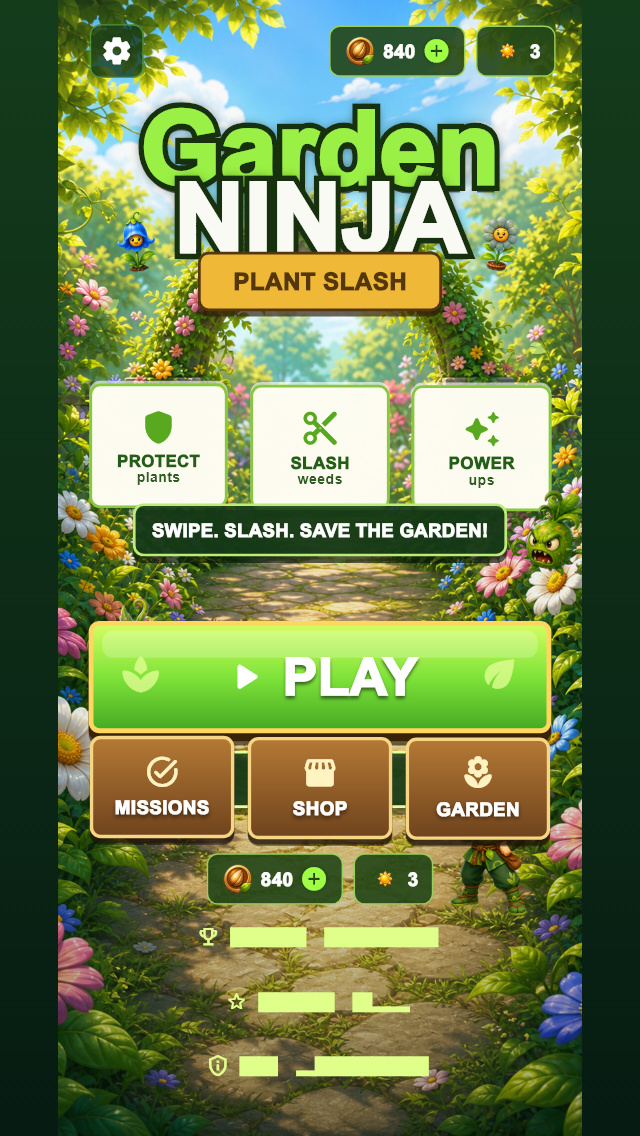 840 + 3
Garden
NINJA
PLANT SLASH
PROTECT
plants
SLASH
weeds
POWER
ups
SWIPE. SLASH. SAVE THE GARDEN!
PLAY
MISSIONS
SHOP
GARDEN
840 + 3